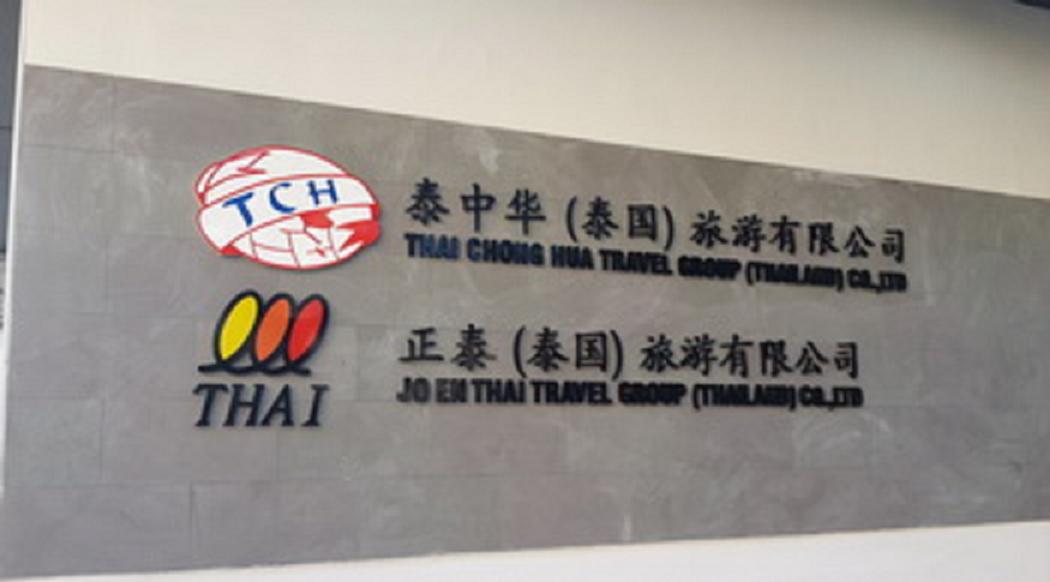 TCH
泰中华 (泰国) 旅游有限公司
THAI CHONG HUA TRAVEL GROUP (THAILAND) CO.,LTD
THAI
正泰 (泰国) 旅游有限公司
JO EN THAI TRAVEL GROUP (THAILAND) CO.,LTD